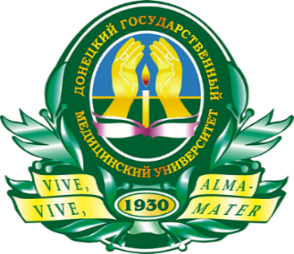 ДОНЕЦКИЙ ГОСУДАРСТВЕННЫЙ
МЕДИЦИНСКИЙ УНИВЕРСИТЕТ
VIVE,
VIVE,
1930
ALMA-
MATER